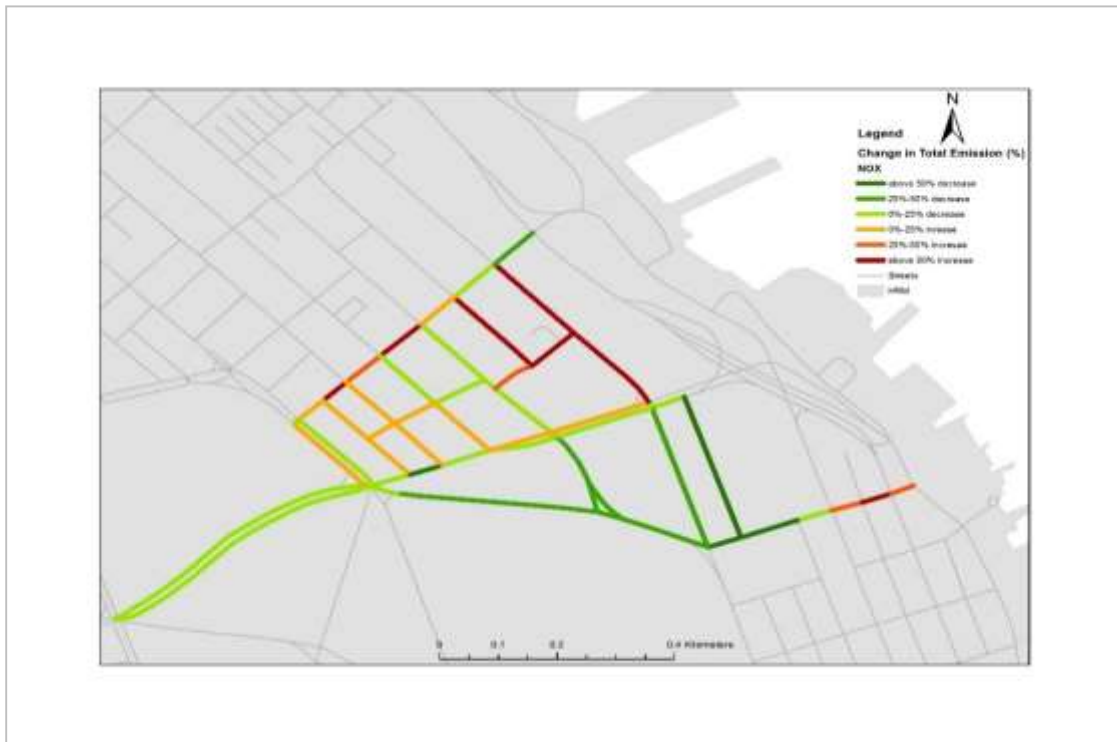 N
Legend
Change in Total Emission (%)
NOX
above 50% decrease
25%-50% decrease
0%-25% decrease
0%-25% increase
25%-50% increase
above 50% increase
Streets
HRM
0 0.1 0.2 0.4 Kilometers